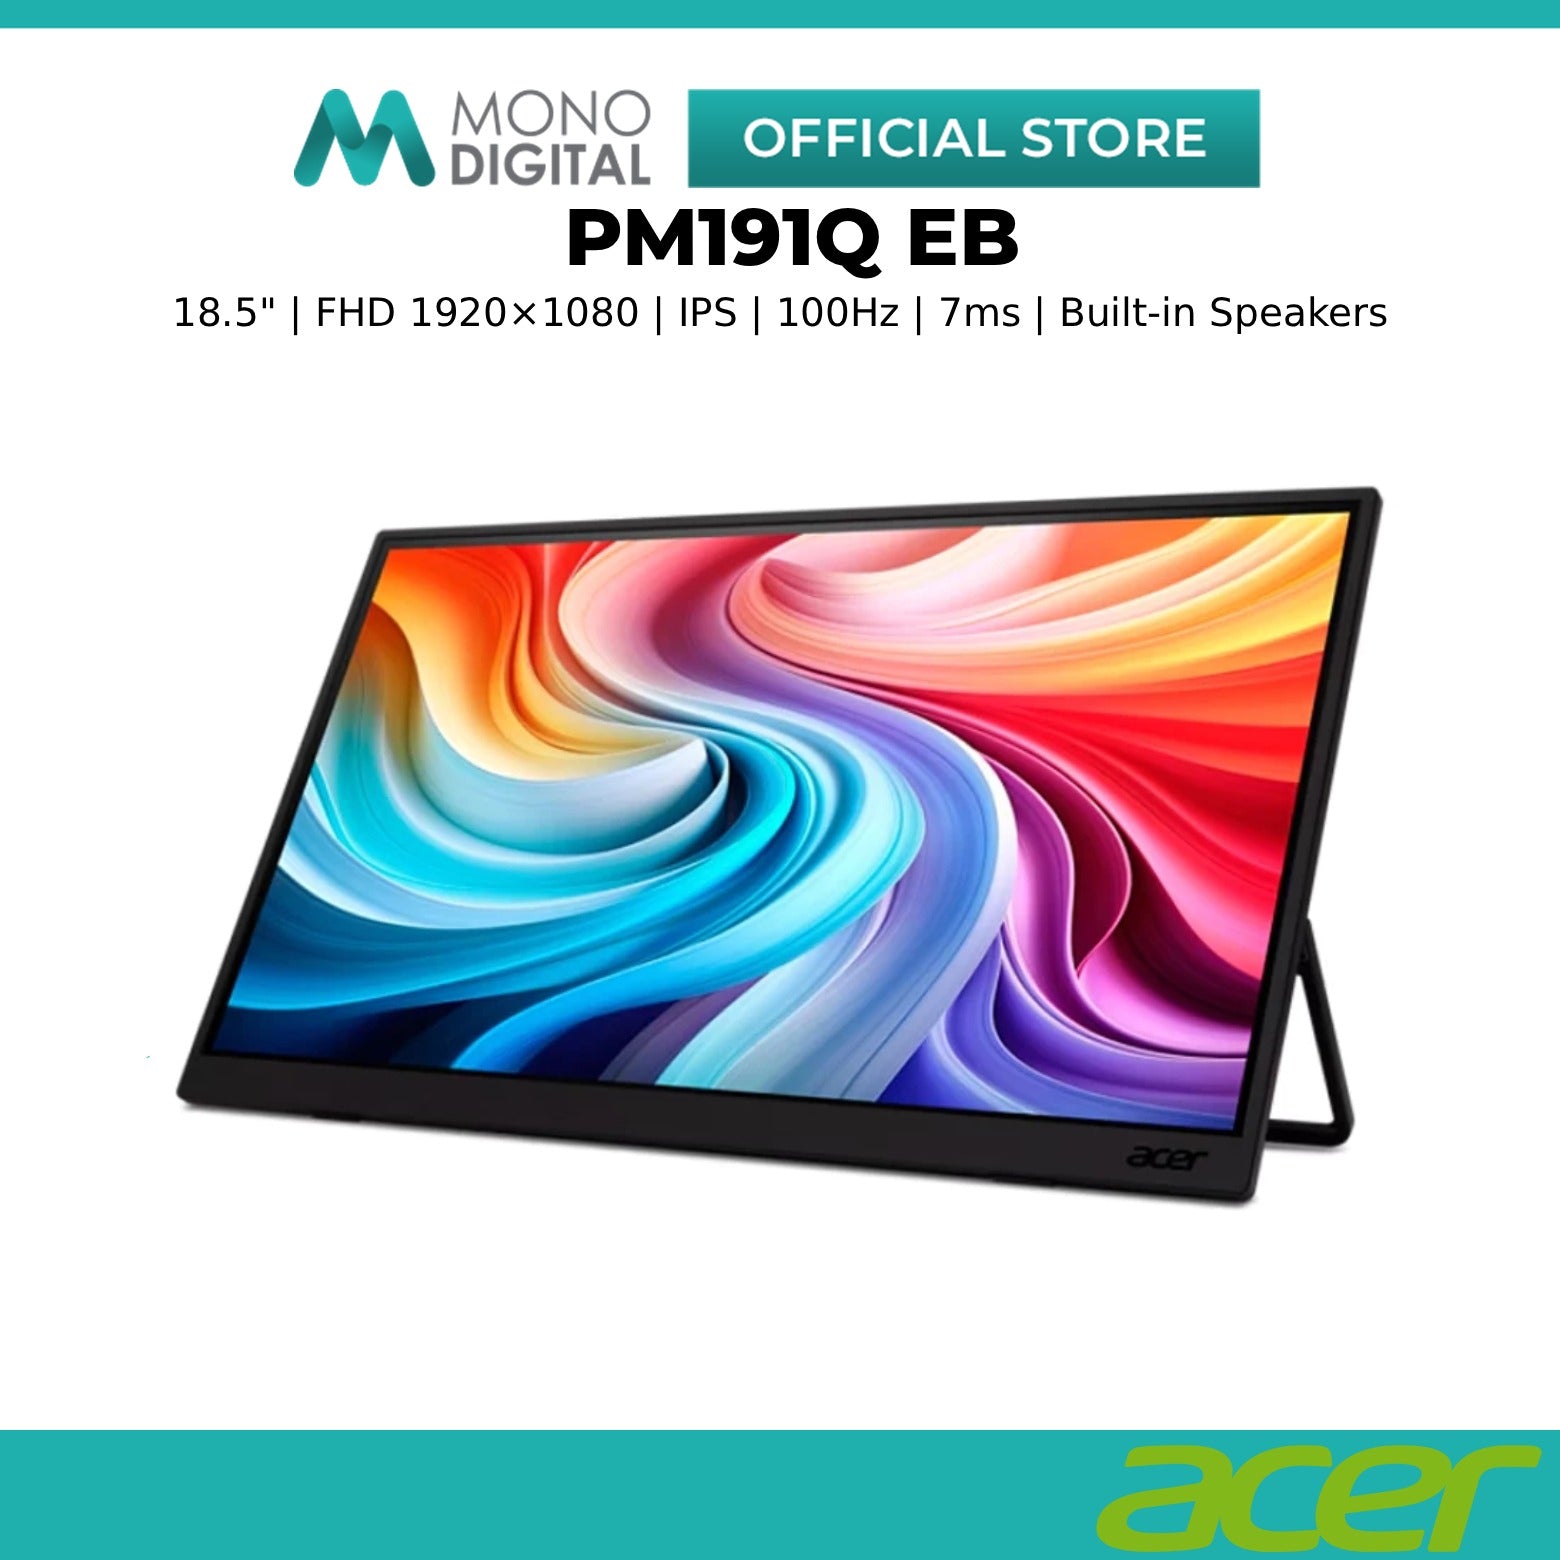 MONO
DIGITAL
OFFICIAL STORE
PM191Q EB
18.5" | FHD 1920×1080 | IPS | 100Hz | 7ms | Built-in Speakers
acer
acer